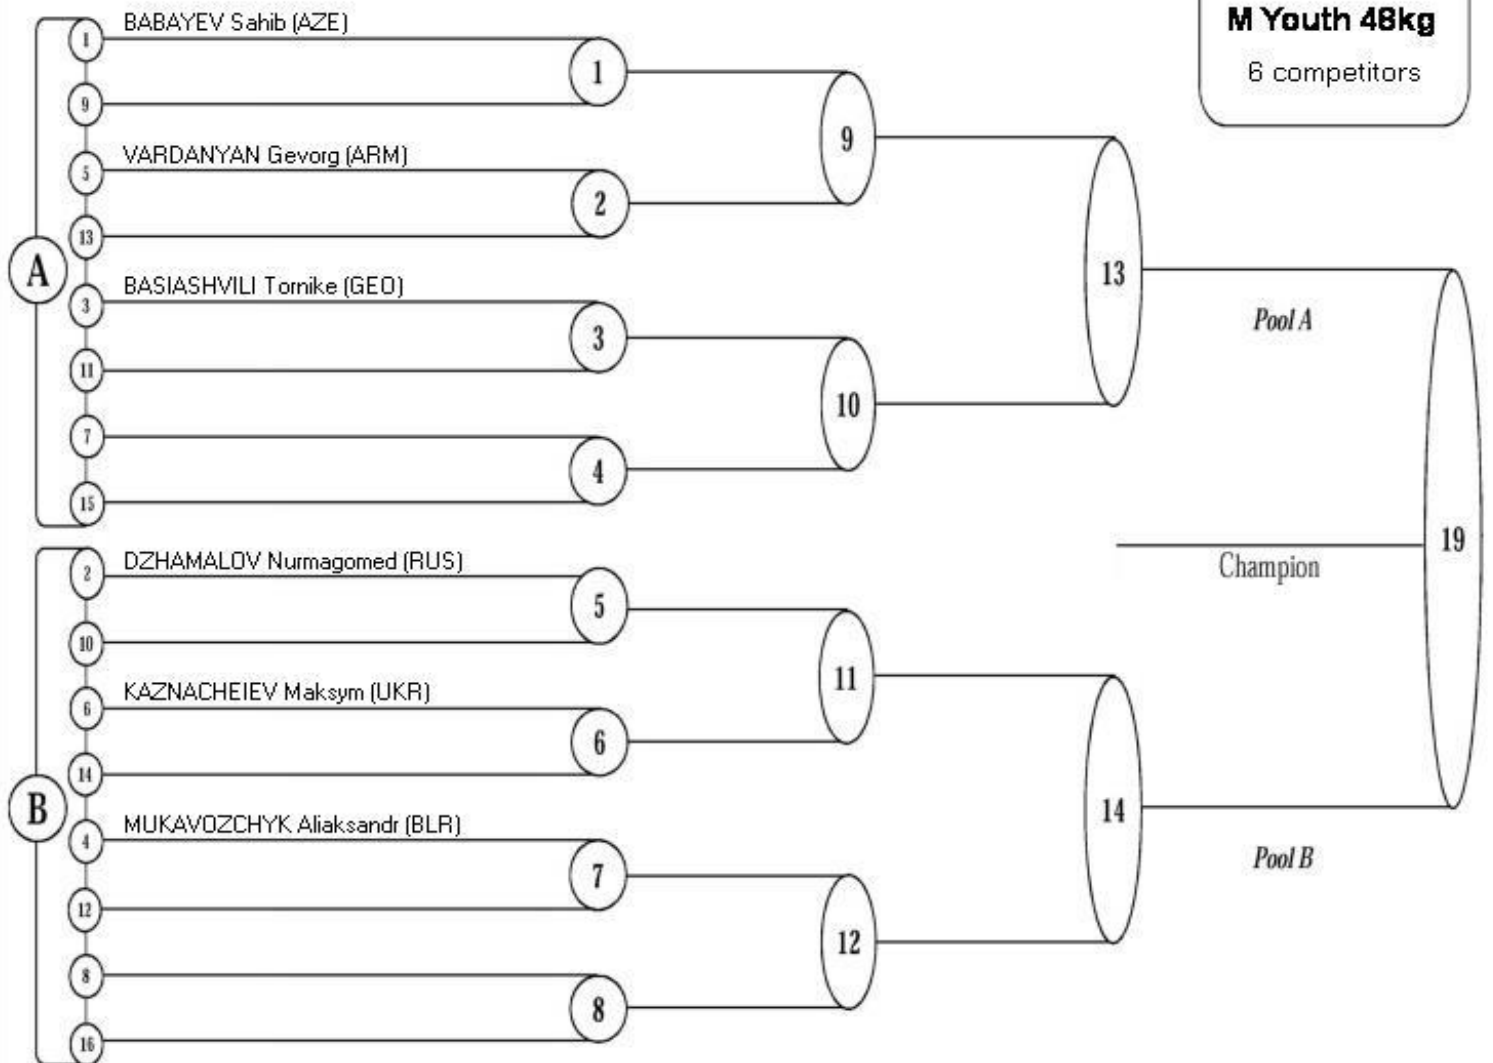 M Youth 48kg
6 competitors
1 BABAYEV Sahib (AZE)
9
5 VARDANYAN Gevorg (ARM)
13
A
3 BASIASHVILI Tornike (GEO)
11
7
15
1
2
3
4
9
10
13
Pool A
2 DZHAMALOV Nurmagomed (RUS)
10
6 KAZNACHEIEV Maksym (UKR)
14
B
4 MUKAVOZCHYK Aliaksandr (BLR)
12
8
16
5
6
7
8
11
12
14
Pool B
19
Champion